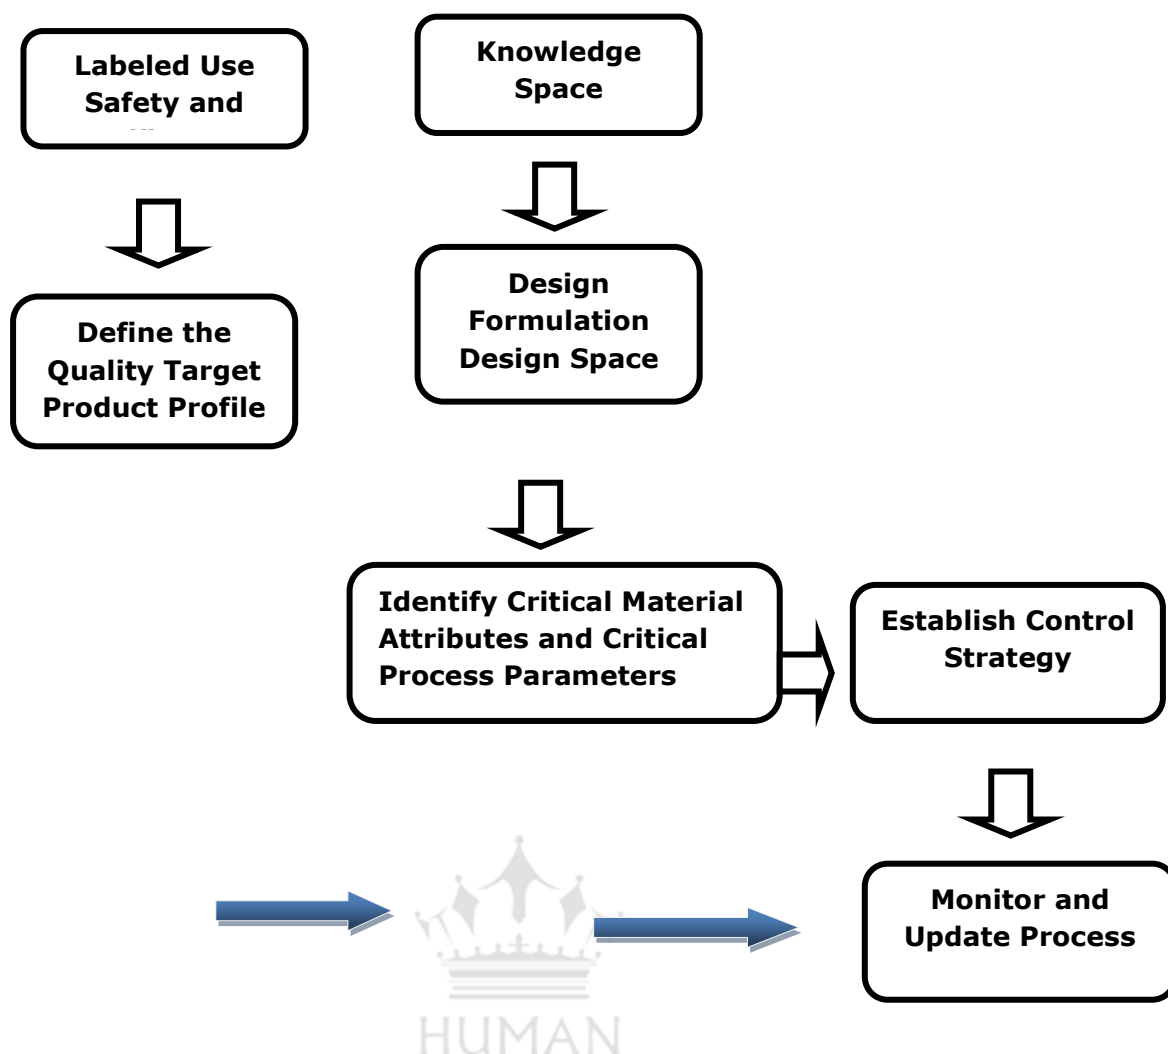 Labeled Use
Safety and
Define the
Quality Target
Product Profile
Knowledge
Space
Design
Formulation
Design Space
Identify Critical Material
Attributes and Critical
Process Parameters
Establish Control
Strategy
Monitor and
Update Process
HUMAN